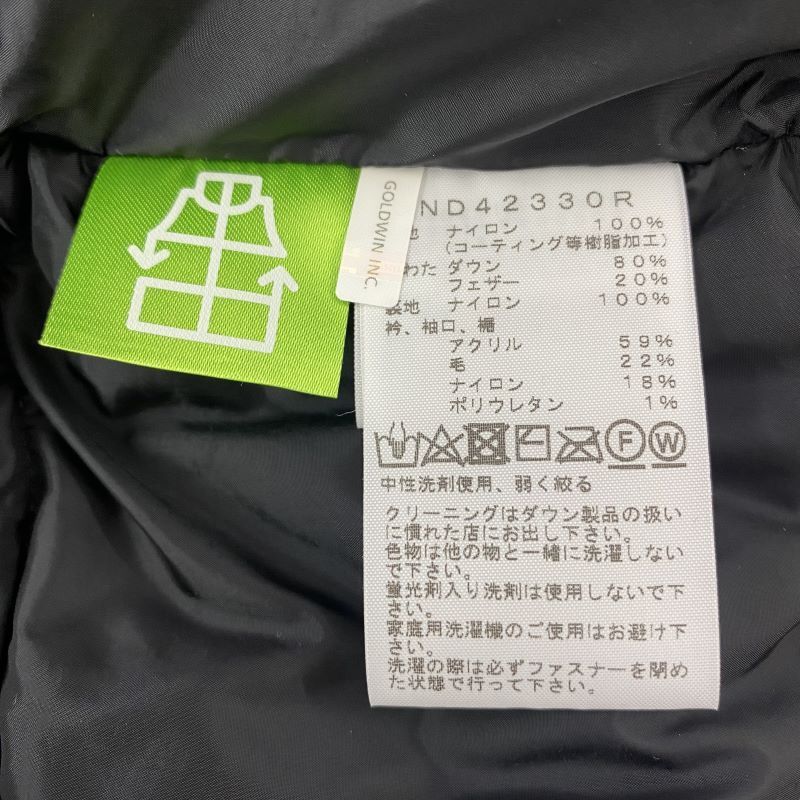 GOLDWIN INC.
ND42330R
地 ナイロン 100%
(コーティング等樹脂加工)
わた ダウン 80%
フェザー 20%
裏地 ナイロン 100%
衿、袖口、裾
アクリル 59%
毛 22%
ナイロン 18%
ポリウレタン 1%
F W
中性洗剤使用、弱く絞る
クリーニングはダウン製品の扱い
に慣れた店にお出し下さい。
色物は他の物と一緒に洗濯しない
で下さい。
蛍光剤入り洗剤は使用しないで下
さい。
家庭用洗濯機のご使用はお避け下
さい。
洗濯の際は必ずファスナーを閉め
た状態で行って下さい。